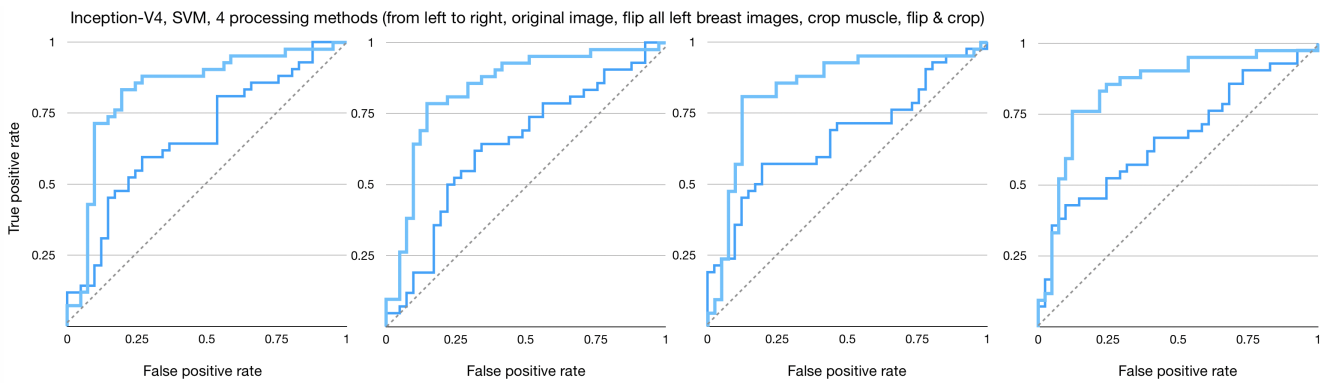 Inception-V4, SVM, 4 processing methods (from left to right, original image, flip all left breast images, crop muscle, flip & crop)
True positive rate
1
0.75
0.5
0.25
0 0.25 0.5 0.75 1
False positive rate
1
0.75
0.5
0.25
0 0.25 0.5 0.75 1
False positive rate
1
0.75
0.5
0.25
0 0.25 0.5 0.75 1
False positive rate
1
0.75
0.5
0.25
0 0.25 0.5 0.75 1
False positive rate